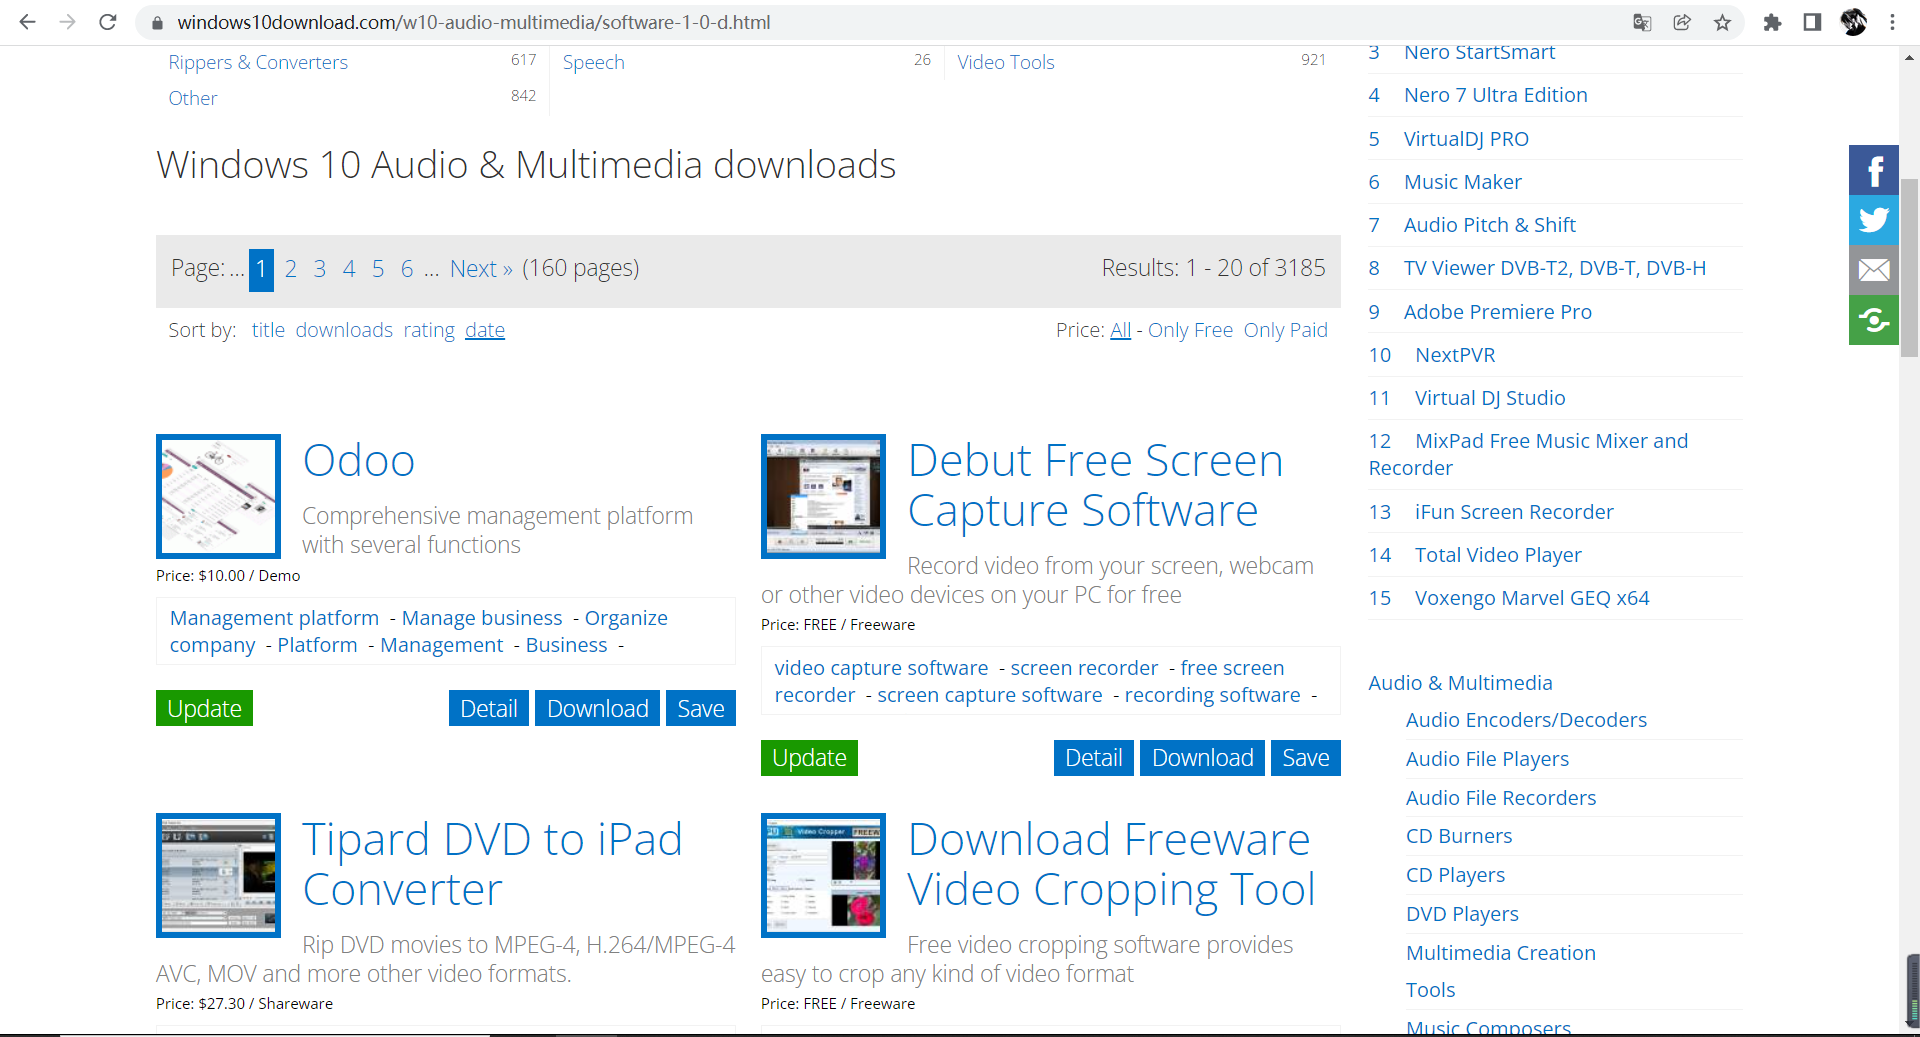 windows10download.com/w10-audio-multimedia/software-1-0-d.html
Rippers & Converters 617
Speech 26
Video Tools 921
Other 842
Windows 10 Audio & Multimedia downloads
Page: ... 1 2 3 4 5 6 ... Next » (160 pages)
Results: 1 - 20 of 3185
Sort by: title downloads rating date
Price: All - Only Free Only Paid
Odoo
Comprehensive management platform
with several functions
Price: $10.00 / Demo
Management platform - Manage business - Organize
company - Platform - Management - Business -
Update Detail Download Save
Debut Free Screen
Capture Software
Record video from your screen, webcam
or other video devices on your PC for free
Price: FREE / Freeware
video capture software - screen recorder - free screen
recorder - screen capture software - recording software -
Update Detail Download Save
Tipard DVD to iPad
Converter
Rip DVD movies to MPEG-4, H.264/MPEG-4
AVC, MOV and more other video formats.
Price: $27.30 / Shareware
Video Cropper FREEW
Download Freeware
Video Cropping Tool
Free video cropping software provides
easy to crop any kind of video format
Price: FREE / Freeware
3 Nero StartSmart
4 Nero 7 Ultra Edition
5 VirtualDJ PRO
6 Music Maker
7 Audio Pitch & Shift
8 TV Viewer DVB-T2, DVB-T, DVB-H
9 Adobe Premiere Pro
10 NextPVR
11 Virtual DJ Studio
12 MixPad Free Music Mixer and
Recorder
13 iFun Screen Recorder
14 Total Video Player
15 Voxengo Marvel GEQ x64
Audio & Multimedia
Audio Encoders/Decoders
Audio File Players
Audio File Recorders
CD Burners
CD Players
DVD Players
Multimedia Creation
Tools
Music Composers